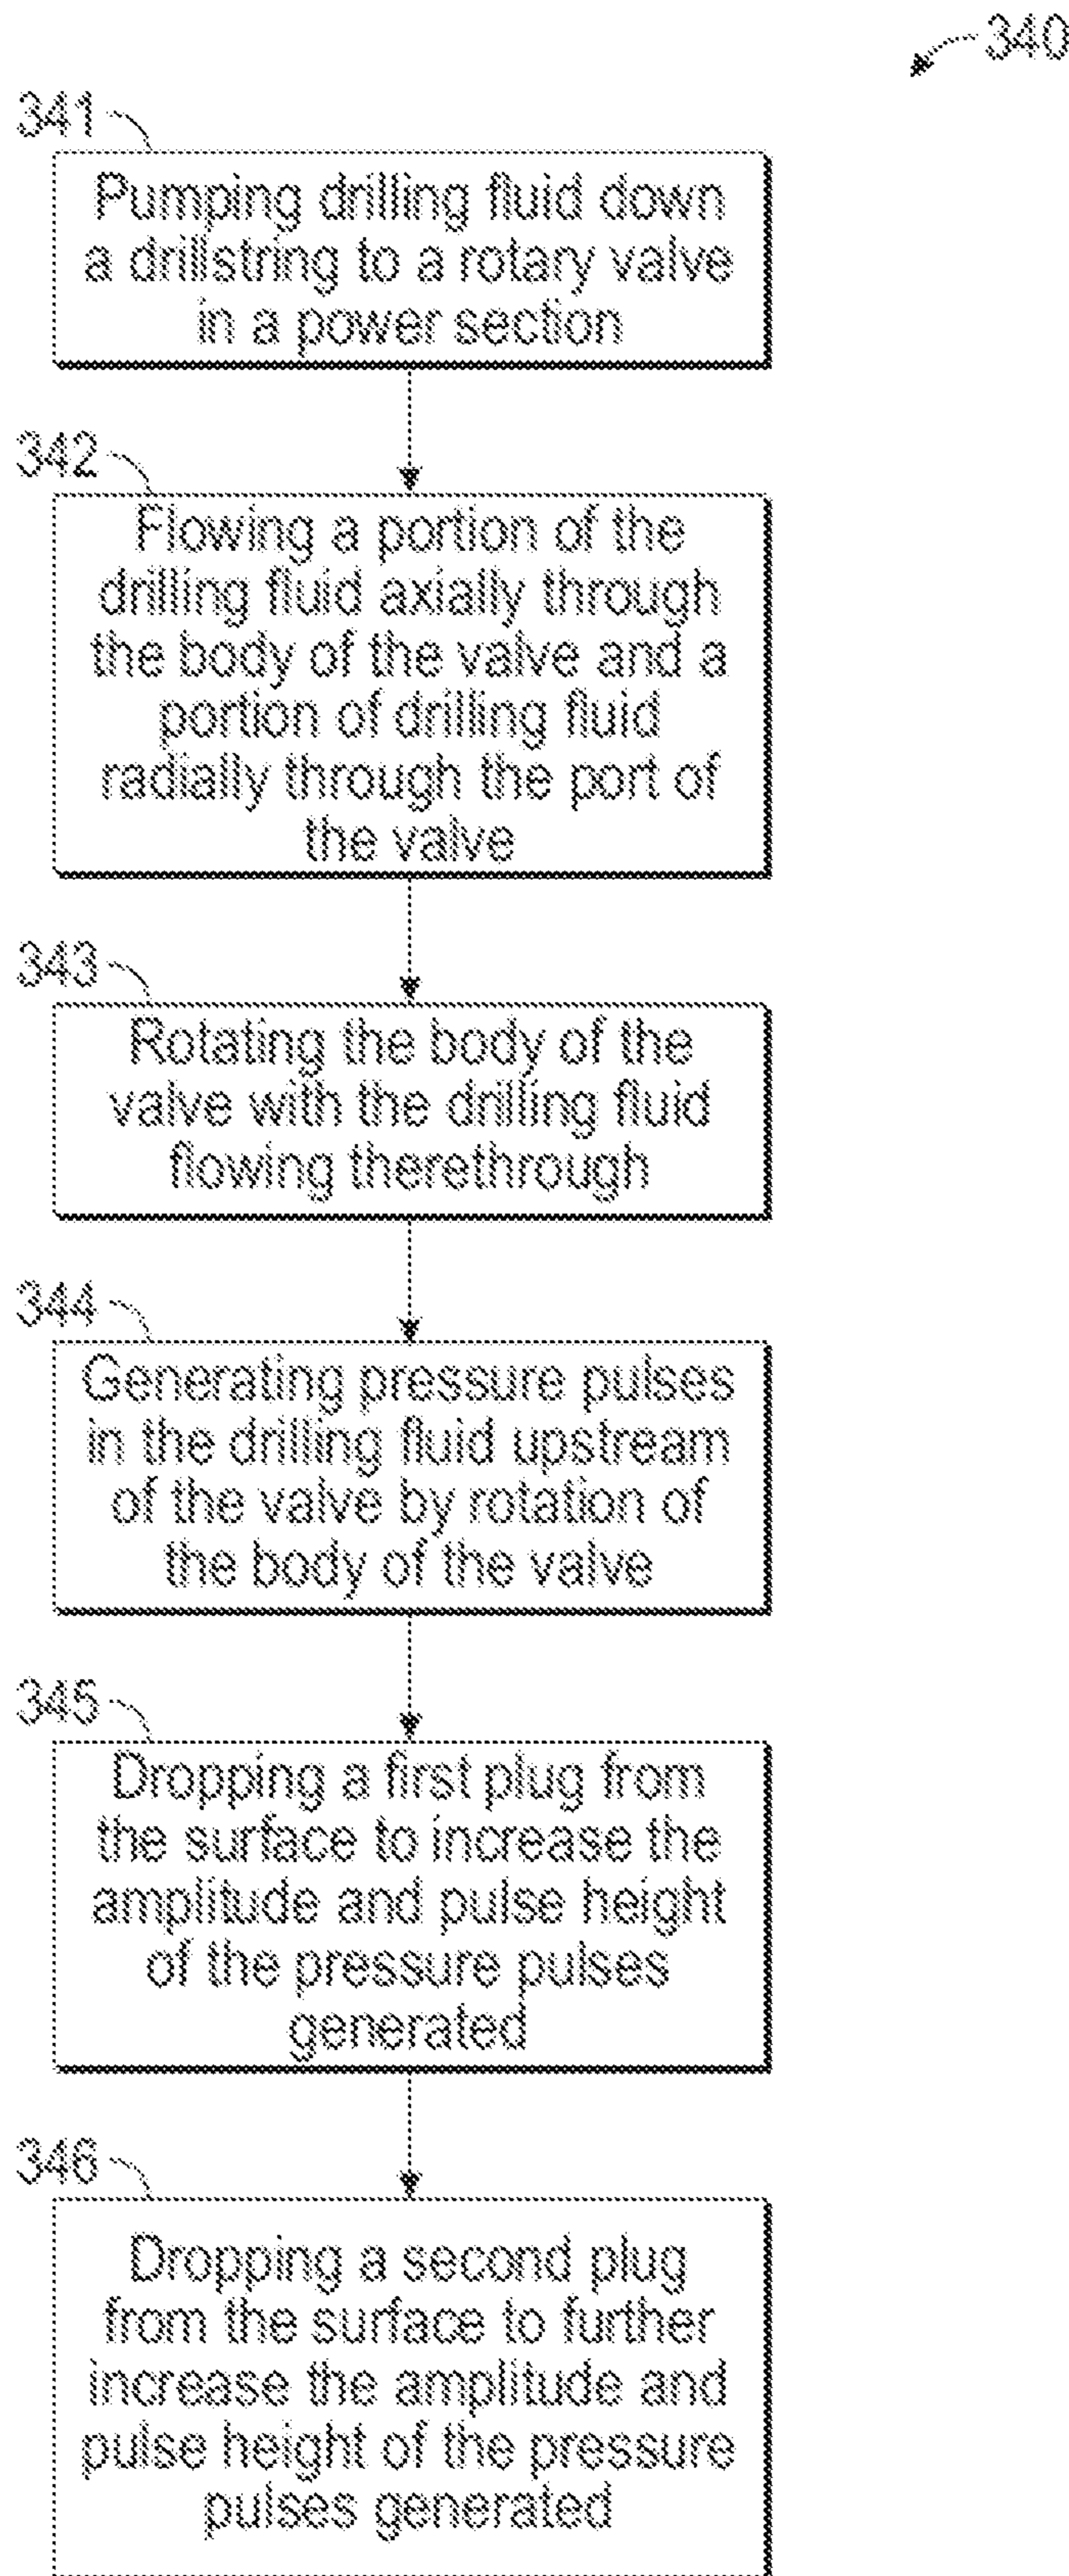 340
341
Pumping drilling fluid down
a drillstring to a rotary valve
in a power section
342
Flowing a portion of the
drilling fluid axially through
the body of the valve and a
portion of drilling fluid
radially through the port of
the valve
343
Rotating the body of the
valve with the drilling fluid
flowing therethrough
344
Generating pressure pulses
in the drilling fluid upstream
of the valve by rotation of
the body of the valve
345
Dropping a first plug from
the surface to increase the
amplitude and pulse height
of the pressure pulses
generated
346
Dropping a second plug
from the surface to further
increase the amplitude and
pulse height of the pressure
pulses generated